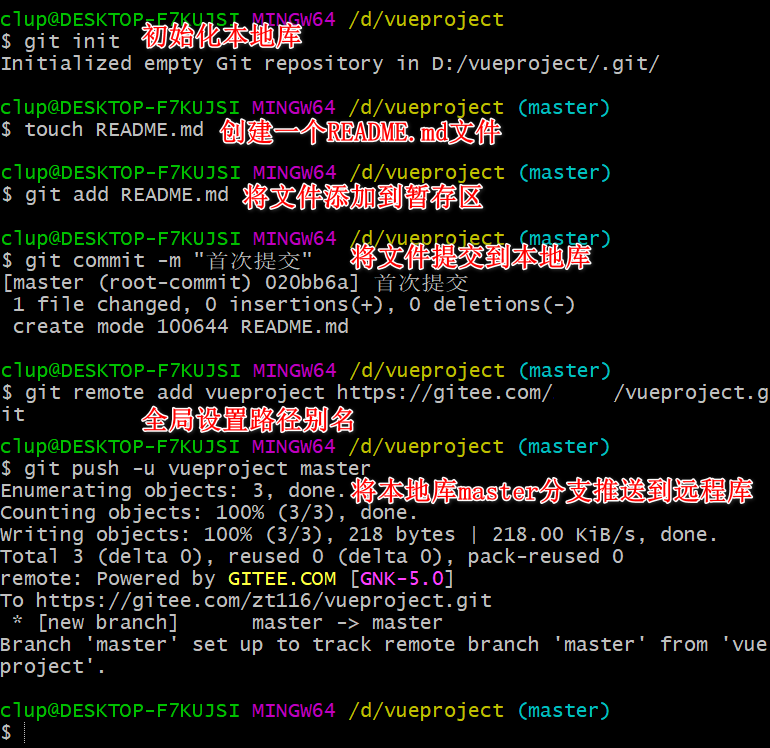 clup@DESKTOP-F7KUJSI MINGW64 /d/vueproject
$ git init 初始化本地库
Initialized empty Git repository in D:/vueproject/.git/
clup@DESKTOP-F7KUJSI MINGW64 /d/vueproject (master)
$ touch README.md 创建一个README.md文件
clup@DESKTOP-F7KUJSI MINGW64 /d/vueproject (master)
$ git add README.md 将文件添加到暂存区
clup@DESKTOP-F7KUJSI MINGW64 /d/vueproject (master)
$ git commit -m "首次提交" 将文件提交到本地库
[master (root-commit) 020bb6a] 首次提交
1 file changed, 0 insertions(+), 0 deletions(-)
create mode 100644 README.md
clup@DESKTOP-F7KUJSI MINGW64 /d/vueproject (master)
$ git remote add vueproject https://gitee.com/ /vueproject.g
it 全局设置路径别名
clup@DESKTOP-F7KUJSI MINGW64 /d/vueproject (master)
$ git push -u vueproject master
Enumerating objects: 3, done. 将本地库master分支推送到远程库
Counting objects: 100% (3/3), done.
Writing objects: 100% (3/3), 218 bytes | 218.00 KiB/s, done.
Total 3 (delta 0), reused 0 (delta 0), pack-reused 0
remote: Powered by GITEE.COM [GNK-5.0]
To https://gitee.com/zt116/vueproject.git
* [new branch] master -> master
Branch 'master' set up to track remote branch 'master' from 'vue
project'.
clup@DESKTOP-F7KUJSI MINGW64 /d/vueproject (master)
$